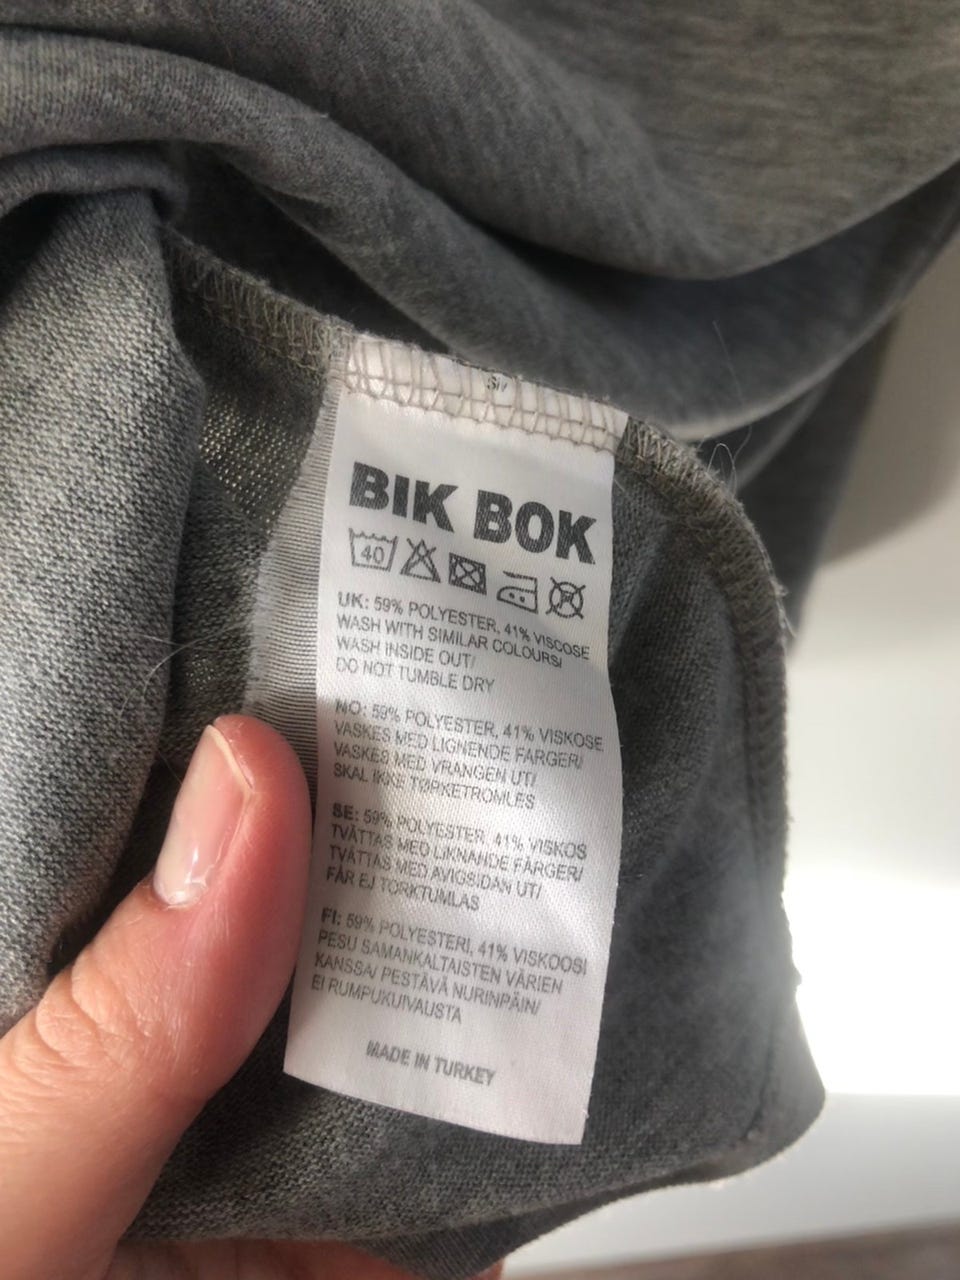 BIK BOK
40
UK: 59% POLYESTER, 41% VISCOSE
WASH WITH SIMILAR COLOURS/
WASH INSIDE OUT/
DO NOT TUMBLE DRY
NO: 59% POLYESTER, 41% VISKOSE
VASKES MED LIGNENDE FARGER/
VASKES MED VRANGEN UT/
SKAL IKKE TØRKETROMLES
SE: 59% POLYESTER, 41% VISKOS
TVÄTTAS MED LIKNANDE FÄRGER/
TVÄTTAS MED AVIGSIDAN UT/
FÅR EJ TORKTUMLAS
FI: 59% POLYESTERI, 41% VISKOOSI
PESU SAMANKALTAISTEN VÄRIEN
KANSSA/ PESTÄVÄ NURINPÄIN/
EI RUMPUKUIVAUSTA
MADE IN TURKEY